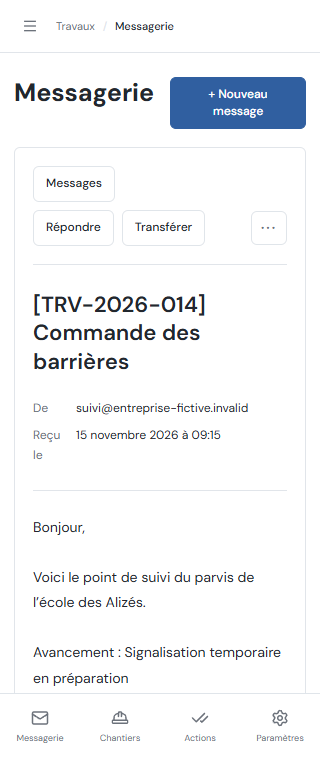 Travaux / Messagerie
Messagerie
+ Nouveau
message
Messages
Répondre
Transférer
...
[TRV-2026-014]
Commande des
barrières
De suivi@entreprise-fictive.invalid
Reçu le 15 novembre 2026 à 09:15
Bonjour,
Voici le point de suivi du parvis de
l'école des Alizés.
Avancement : Signalisation temporaire
en préparation
Messagerie
Chantiers
Actions
Paramètres